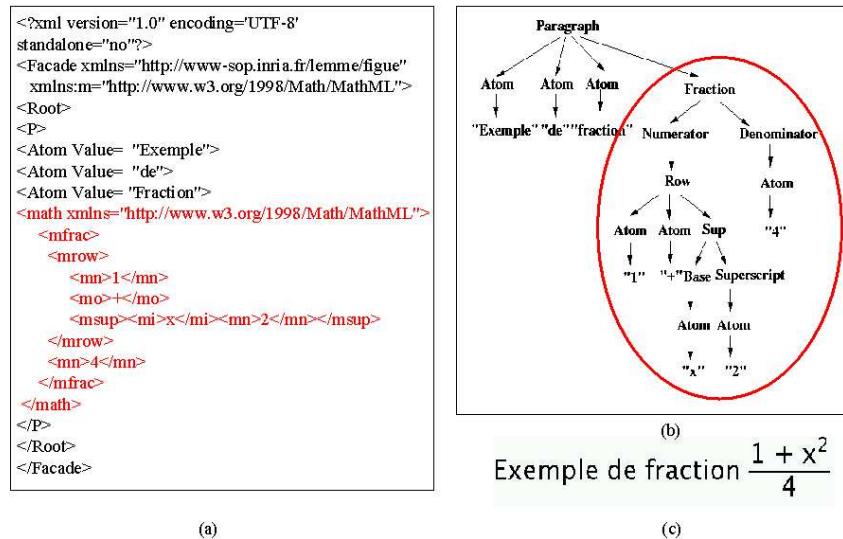 <?xml version="1.0" encoding='UTF-8'
standalone="no"?>
<Facade xmlns="http://www-sop.inria.fr/lemme/figue"
xmlns:m="http://www.w3.org/1998/Math/MathML">
<Root>
<P>
<Atom Value= "Exemple">
<Atom Value= "de">
<Atom Value= "Fraction">
<math xmlns="http://www.w3.org/1998/Math/MathML">
<mfrac>
<mrow>
<mn>1</mn>
<mo>+</mo>
<msup><mi>x</mi><mn>2</mn></msup>
</mrow>
<mn>4</mn>
</mfrac>
</math>
</P>
</Root>
</Facade>
(a)
Paragraph
Atom Atom Atom Fraction
"Exemple" "de" "fraction" Numerator Denominator
Row Atom
Atom Atom Sup "4"
"1" "+" Base Superscript
Atom Atom
"x" "2"
(b)
Exemple de fraction 1 + x²
4
(c)